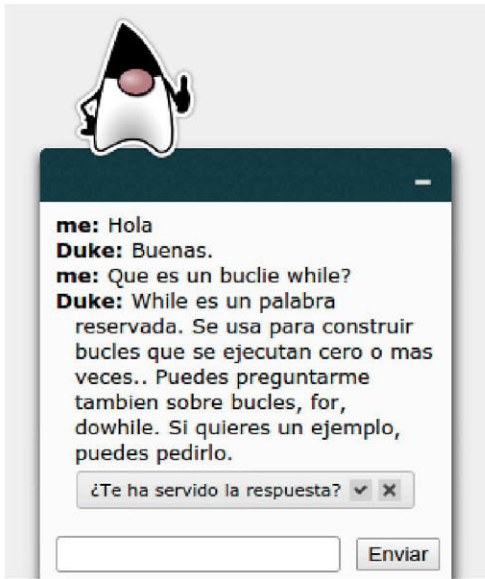 me: Hola
Duke: Buenas.
me: Que es un buclie while?
Duke: While es un palabra
reservada. Se usa para construir
bucles que se ejecutan cero o mas
veces.. Puedes preguntarme
tambien sobre bucles, for,
dowhile. Si quieres un ejemplo,
puedes pedirlo.
¿Te ha servido la respuesta?
Enviar